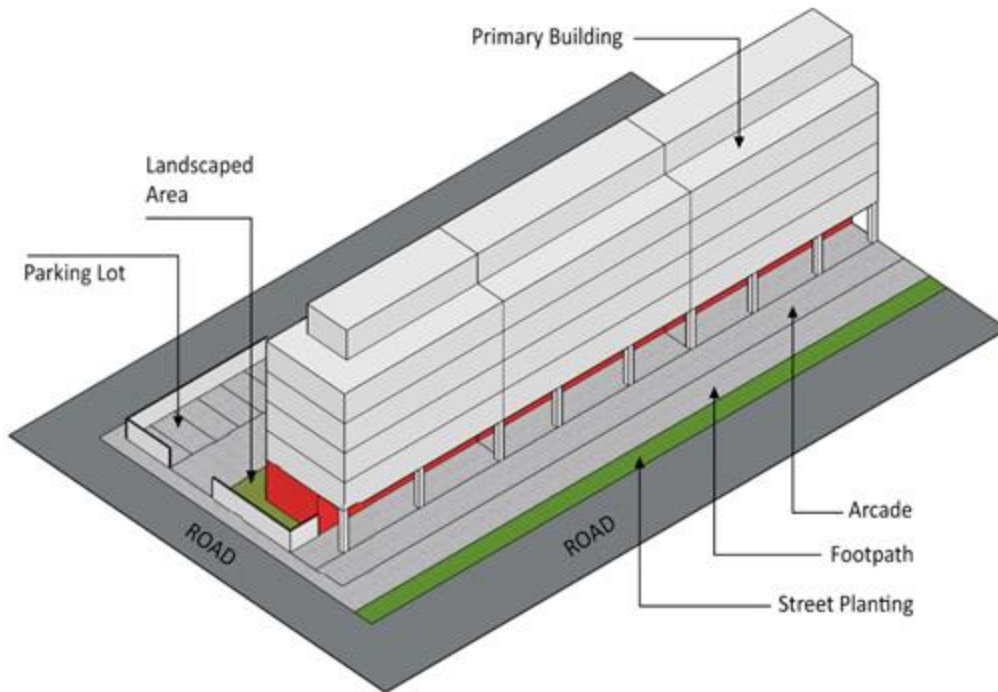 Primary Building
Landscaped
Area
Parking Lot
ROAD
ROAD
Arcade
Footpath
Street Planting